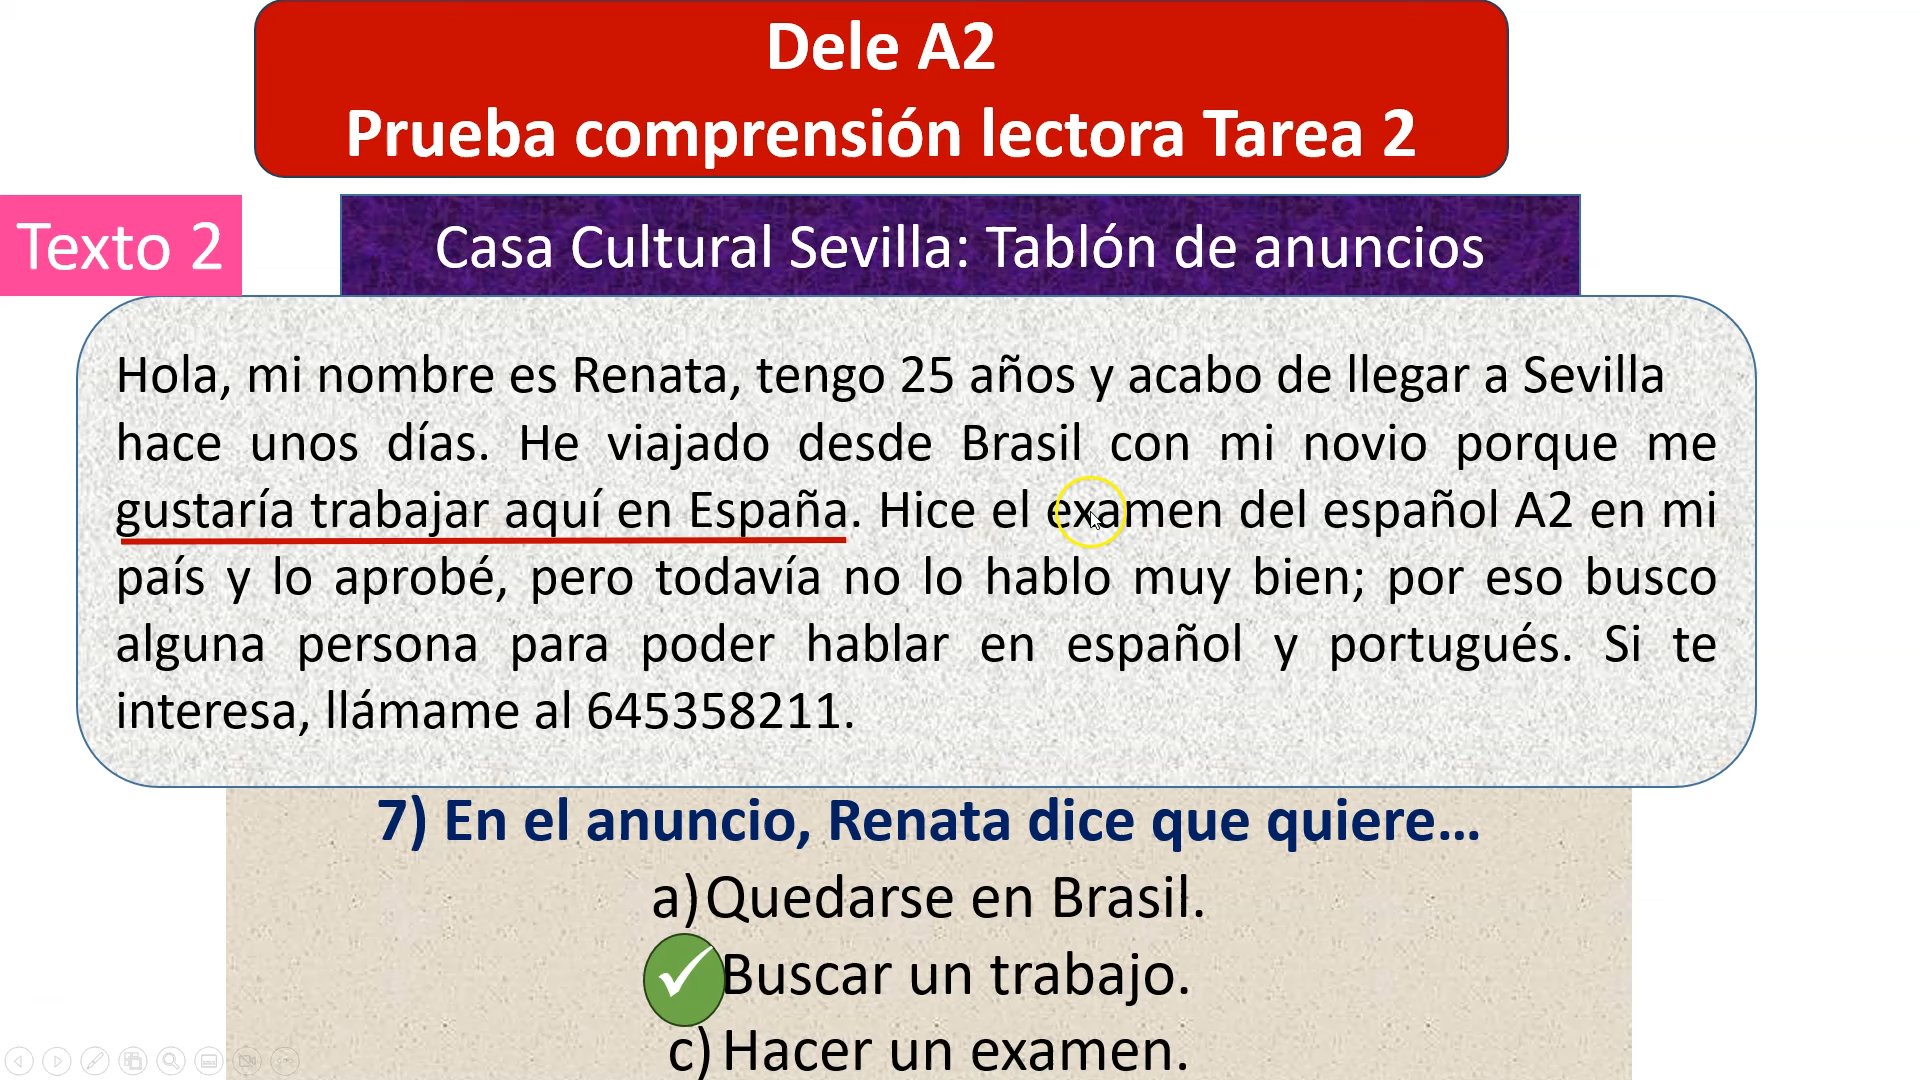 Dele A2
Prueba comprensión lectora Tarea 2
Texto 2
Casa Cultural Sevilla: Tablón de anuncios
Hola, mi nombre es Renata, tengo 25 años y acabo de llegar a Sevilla
hace unos días. He viajado desde Brasil con mi novio porque me
gustaría trabajar aquí en España. Hice el examen del español A2 en mi
país y lo aprobé, pero todavía no lo hablo muy bien; por eso busco
alguna persona para poder hablar en español y portugués. Si te
interesa, llámame al 645358211.
7) En el anuncio, Renata dice que quiere...
a) Quedarse en Brasil.
Buscar un trabajo.
c) Hacer un examen.